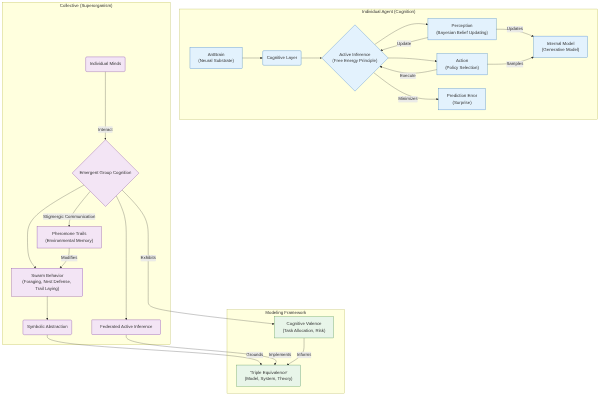 Collective (Superorganism)
Individual Minds
Interact
Emergent Group Cognition
Stigmergic Communication
Pheromone Trails
(Environmental Memory)
Modifies
Swarm Behavior
(Foraging, Nest Defense,
Trail Laying)
Symbolic Abstraction
Federated Active Inference
Exhibits
Individual Agent (Cognition)
(Neural Substrate)
Cognitive Layer
Active Inference
(Free Energy Principle)
Update
Execute
Minimizes
Perception
(Bayesian Belief Updating)
Action
(Policy Selection)
Prediction Error
(Surprise)
Updates
Samples
Internal Model
(Generative Model)
Modeling Framework
Cognitive Valence
(Task Allocation, Risk)
Grounds
Implements
Informs
'Triple Equivalence'
(Model, System, Theory)